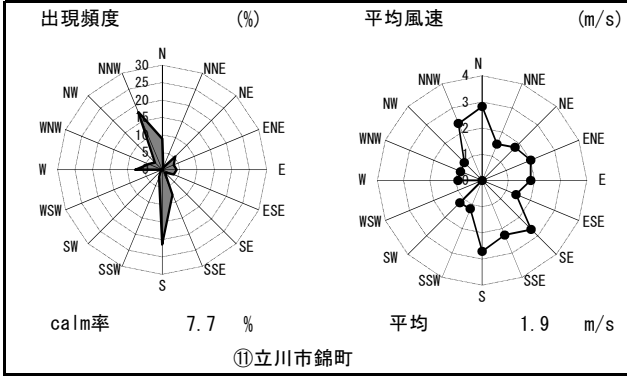 出現頻度 (%)
N
NNE
NE
ENE
E
ESE
SE
SSE
S
SSW
SW
WSW
W
WNW
NW
NNW
30
25
20
15
10
5
0
calm率 7.7 %
平均風速 (m/s)
N
NNE
NE
ENE
E
ESE
SE
SSE
S
SSW
SW
WSW
W
WNW
NW
NNW
4
3
2
1
0
平均 1.9 m/s
⑪立川市錦町